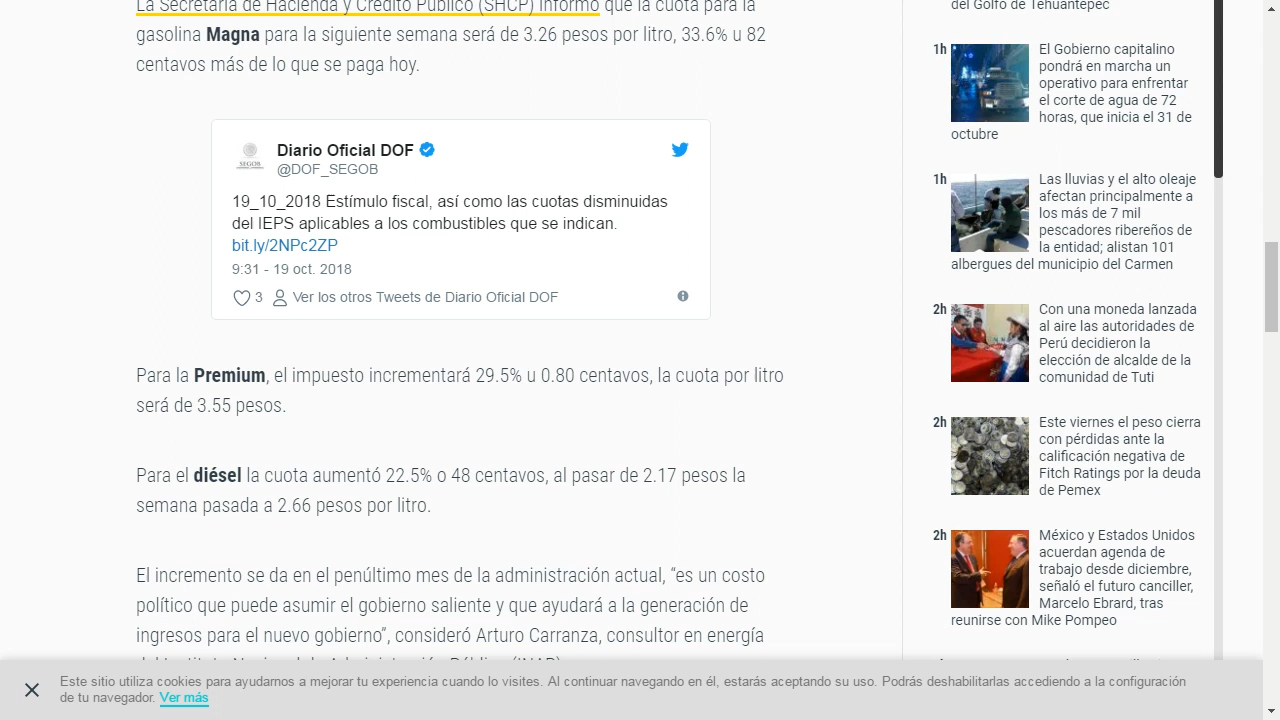 La Secretaría de Hacienda y Crédito Público (SHCP) informó que la cuota para la
gasolina Magna para la siguiente semana será de 3.26 pesos por litro, 33.6% u 82
centavos más de lo que se paga hoy.
Diario Oficial DOF
@DOF_SEGOB
SEGOB
19_10_2018 Estímulo fiscal, así como las cuotas disminuidas
del IEPS aplicables a los combustibles que se indican.
bit.ly/2NPc2ZP
9:31 - 19 oct. 2018
3 Ver los otros Tweets de Diario Oficial DOF
Para la Premium, el impuesto incrementará 29.5% u 0.80 centavos, la cuota por litro
será de 3.55 pesos.
Para el diésel la cuota aumentó 22.5% o 48 centavos, al pasar de 2.17 pesos la
semana pasada a 2.66 pesos por litro.
El incremento se da en el penúltimo mes de la administración actual, “es un costo
político que puede asumir el gobierno saliente y que ayudará a la generación de
ingresos para el nuevo gobierno”, consideró Arturo Carranza, consultor en energía
del Golfo de Tehuantepec
1h El Gobierno capitalino
pondrá en marcha un
operativo para enfrentar
el corte de agua de 72
horas, que inicia el 31 de
octubre
1h Las lluvias y el alto oleaje
afectan principalmente a
los más de 7 mil
pescadores ribereños de
la entidad; alistan 101
albergues del municipio del Carmen
2h Con una moneda lanzada
al aire las autoridades de
Perú decidieron la
elección de alcalde de la
comunidad de Tuti
2h Este viernes el peso cierra
con pérdidas ante la
calificación negativa de
Fitch Ratings por la deuda
de Pemex
2h México y Estados Unidos
acuerdan agenda de
trabajo desde diciembre,
señaló el futuro canciller,
Marcelo Ebrard, tras
reunirse con Mike Pompeo
Este sitio utiliza cookies para ayudarnos a mejorar tu experiencia cuando lo visites. Al continuar navegando en él, estarás aceptando su uso. Podrás deshabilitarlas accediendo a la configuración
de tu navegador. Ver más